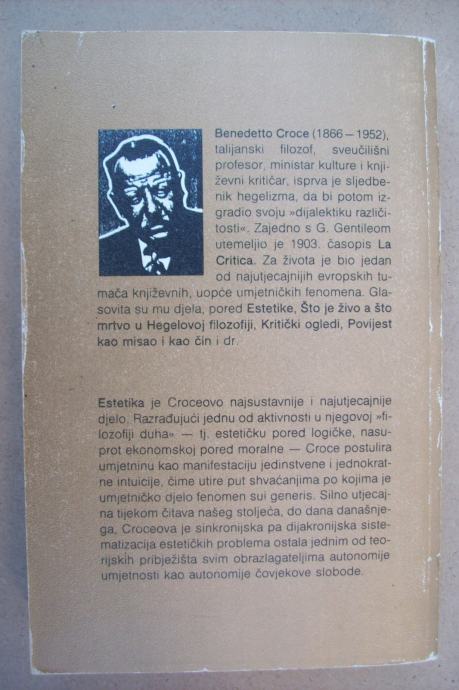 Benedetto Croce (1866 — 1952),
talijanski filozof, sveučilišni
profesor, ministar kulture i knji-
ževni kritičar, isprva je sljedbe-
nik hegelizma, da bi potom iz-
gradio svoju »dijalektiku različi-
tosti«. Zajedno s G. Gentileom
utemeljio je 1903. časopis La
Critica. Za života je bio jedan
od najutjecajnijih evropskih tu-
mača književnih, uopće umjetničkih fenomena. Gla-
sovita su mu djela, pored Estetike, Što je živo a što
mrtvo u Hegelovoj filozofiji, Kritički ogledi, Povijest
kao misao i kao čin i dr.
Estetika je Croceovo najsustavnije i najutjecajnije
djelo. Razrađujući jednu od aktivnosti u njegovoj »fi-
lozofiji duha« — tj. estetičku pored logičke, nasu-
prot ekonomskoj pored moralne — Croce postulira
umjetninu kao manifestaciju jedinstvene i jednokrat-
ne intuicije, čime utire put shvaćanjima po kojima je
umjetničko djelo fenomen sui generis. Silno utjecaj-
na tijekom čitava našeg stoljeća, do dana današnje-
ga, Croceova je sinkronijska pa dijakronijska siste-
matizacija estetičkih problema ostala jednim od teo-
rijskih pribježišta svim obrazlagateljima autonomije
umjetnosti kao autonomije čovjekove slobode.